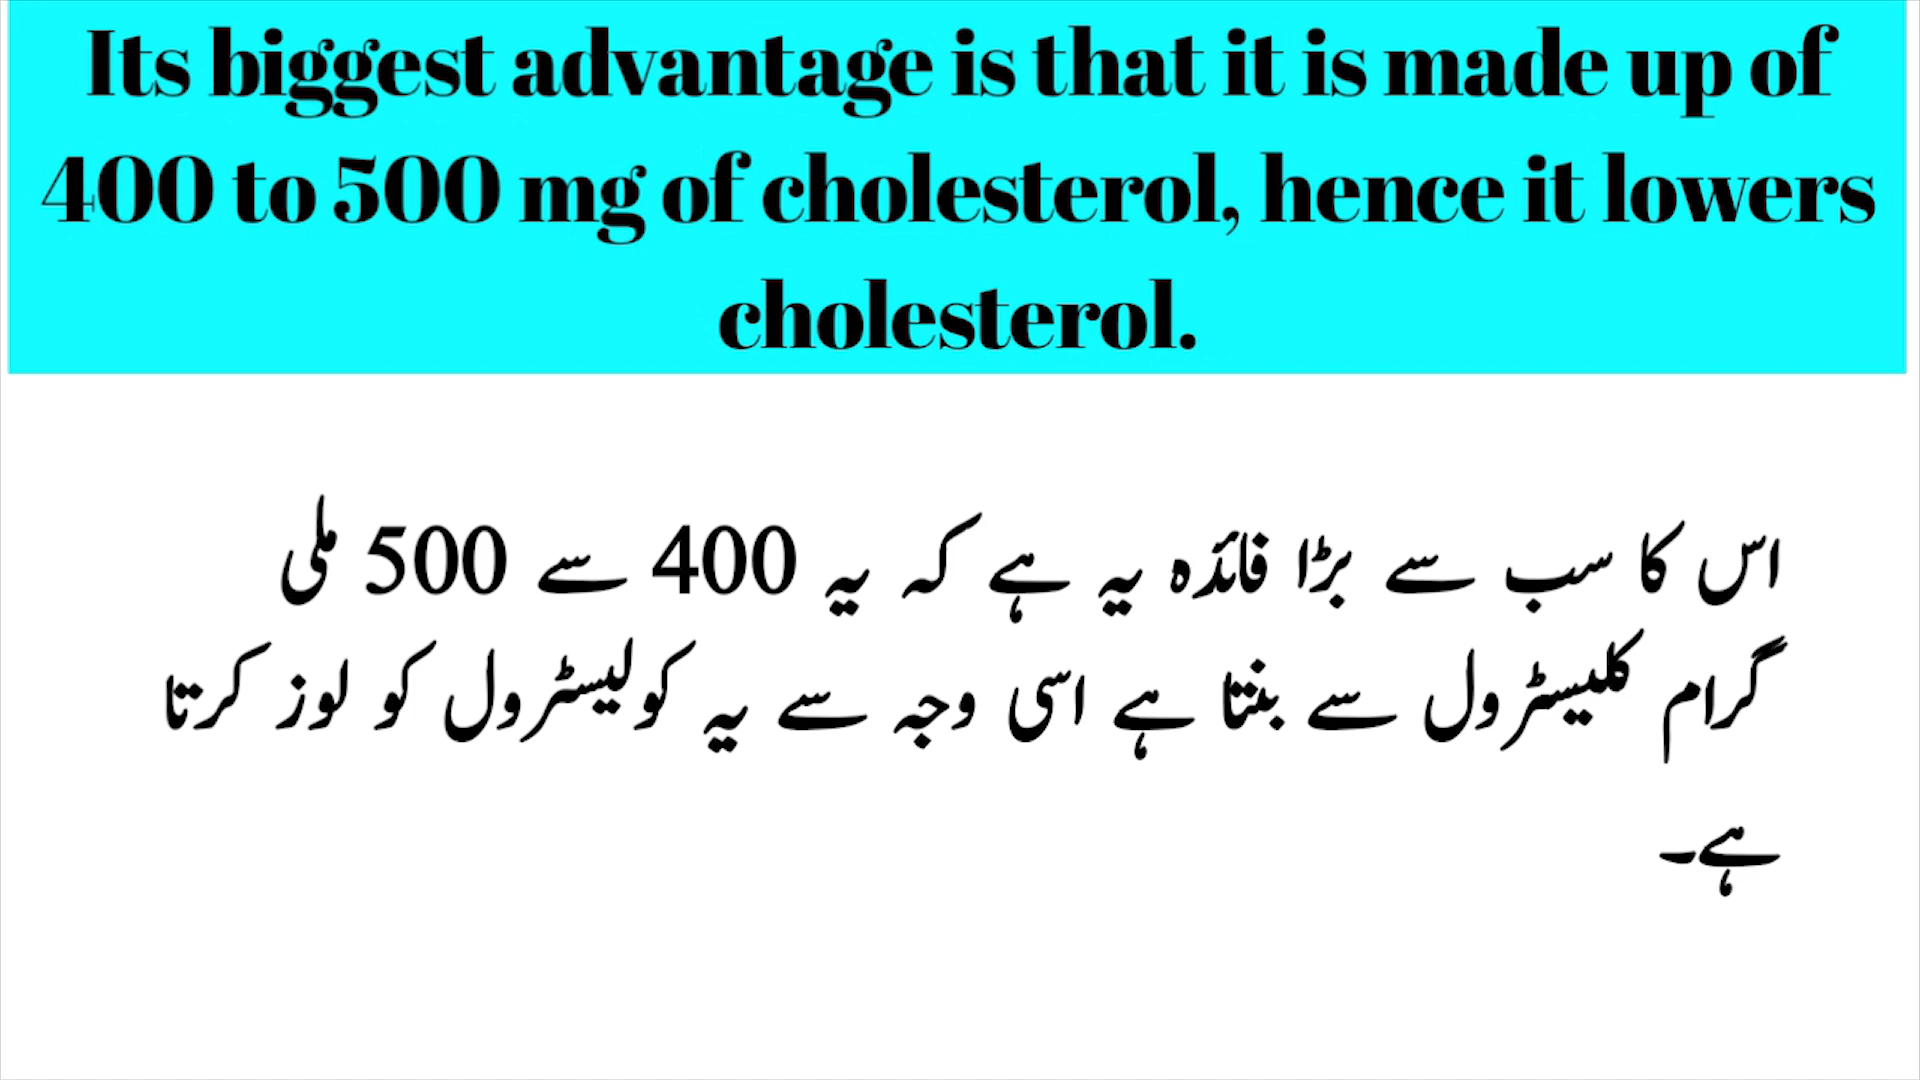 Its biggest advantage is that it is made up of
400 to 500 mg of cholesterol, hence it lowers
cholesterol.
اس کا سب سے بڑا فائدہ یہ ہے کہ یہ 400 سے 500 ملی
گرام کلیسٹرول سے بنتا ہے اسی وجہ سے یہ کولیسٹرول کو لوز کرتا
ہے۔